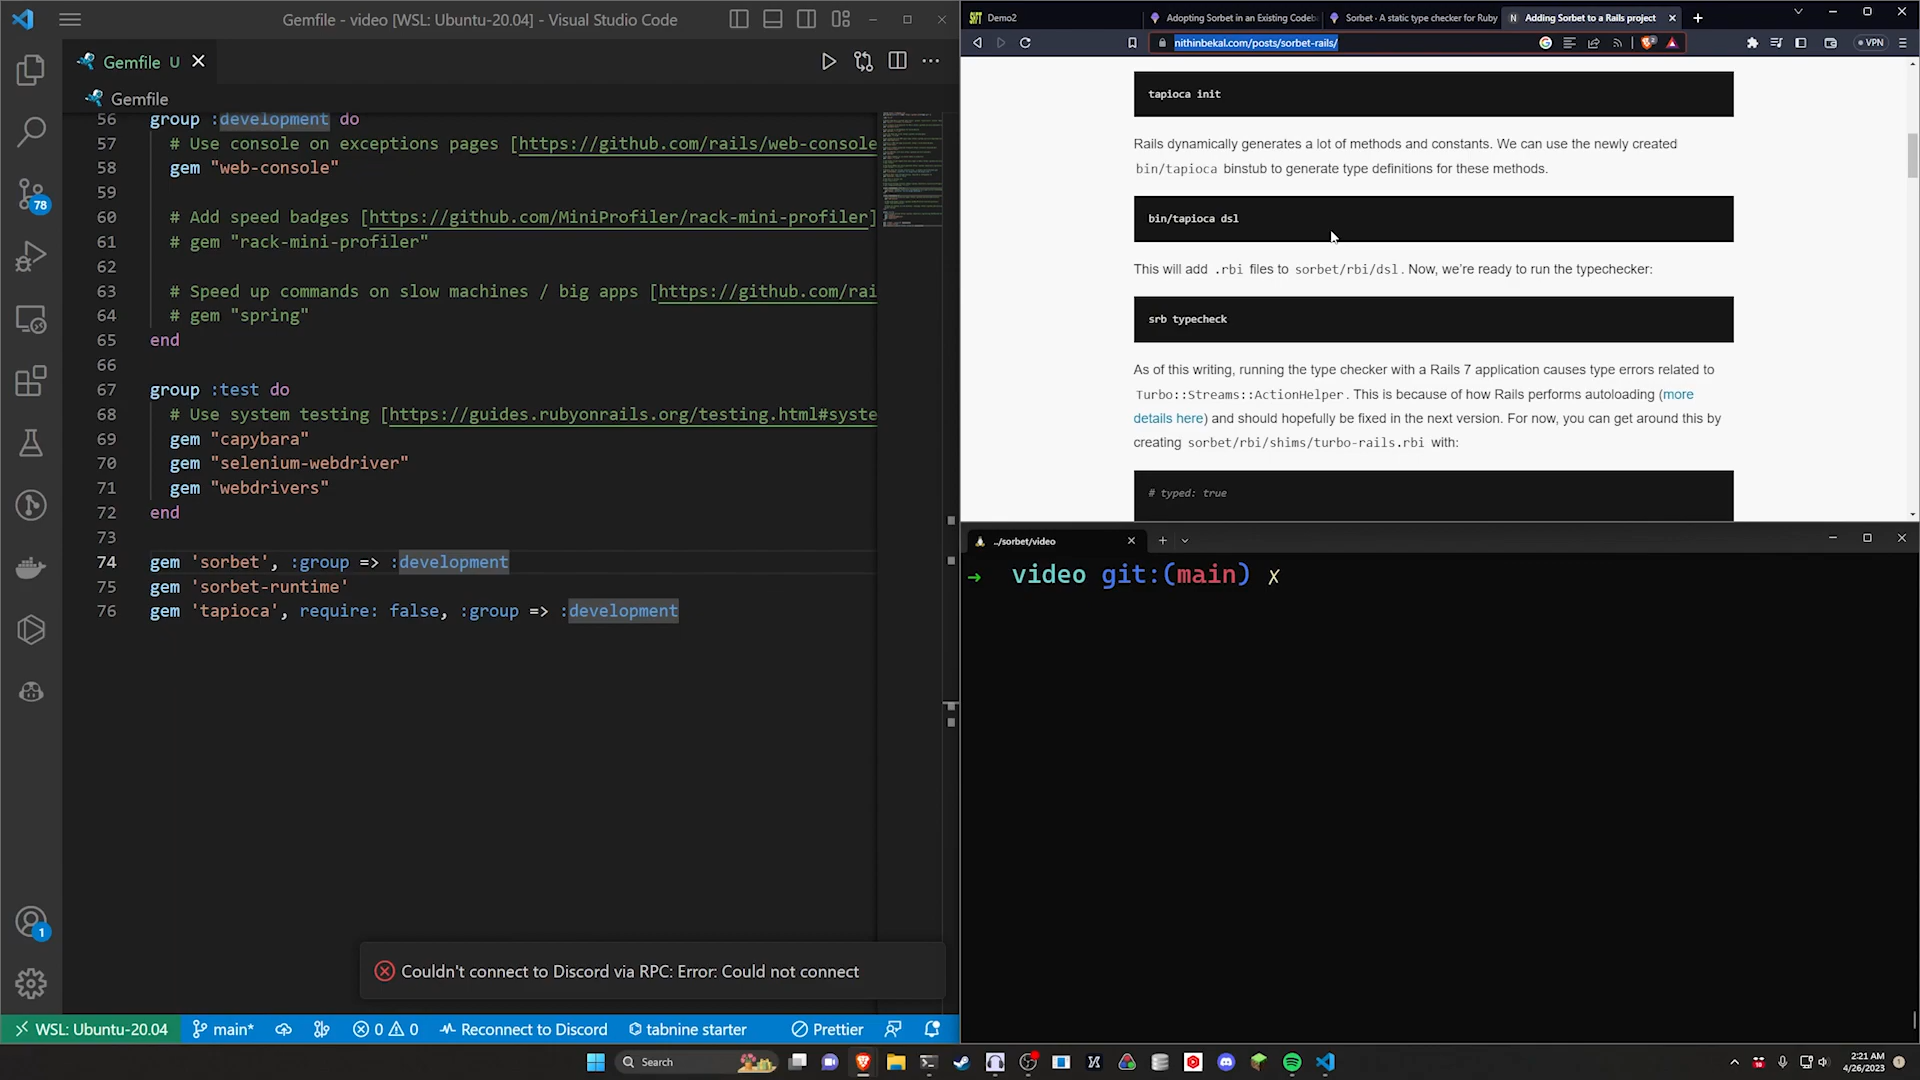 Gemfile - video [WSL: Ubuntu-20.04] - Visual Studio Code
Gemfile U
Gemfile
56 group :development do
57 # Use console on exceptions pages [https://github.com/rails/web-console
58 gem "web-console"
59
60 # Add speed badges [https://github.com/MiniProfiler/rack-mini-profiler]
61 # gem "rack-mini-profiler"
62
63 # Speed up commands on slow machines / big apps [https://github.com/rai
64 # gem "spring"
65 end
66
67 group :test do
68 # Use system testing [https://guides.rubyonrails.org/testing.html#syste
69 gem "capybara"
70 gem "selenium-webdriver"
71 gem "webdrivers"
72 end
73
74 gem 'sorbet', :group => :development
75 gem 'sorbet-runtime'
76 gem 'tapioca', require: false, :group => :development
78
1
Couldn't connect to Discord via RPC: Error: Could not connect
WSL: Ubuntu-20.04 main* 0 0 Reconnect to Discord tabnine starter Prettier
Demo2
Adopting Sorbet in an Existing Codeb
Sorbet · A static type checker for Ruby
Adding Sorbet to a Rails project
nithinbekal.com/posts/sorbet-rails/
VPN
tapioca init
Rails dynamically generates a lot of methods and constants. We can use the newly created
bin/tapioca binstub to generate type definitions for these methods.
bin/tapioca dsl
This will add .rbi files to sorbet/rbi/dsl. Now, we're ready to run the typechecker:
srb typecheck
As of this writing, running the type checker with a Rails 7 application causes type errors related to
Turbo::Streams::ActionHelper. This is because of how Rails performs autoloading (more
details here) and should hopefully be fixed in the next version. For now, you can get around this by
creating sorbet/rbi/shims/turbo-rails.rbi with:
# typed: true
../sorbet/video
→ video git:(main) ✗
Search
2:21 AM
4/26/2023